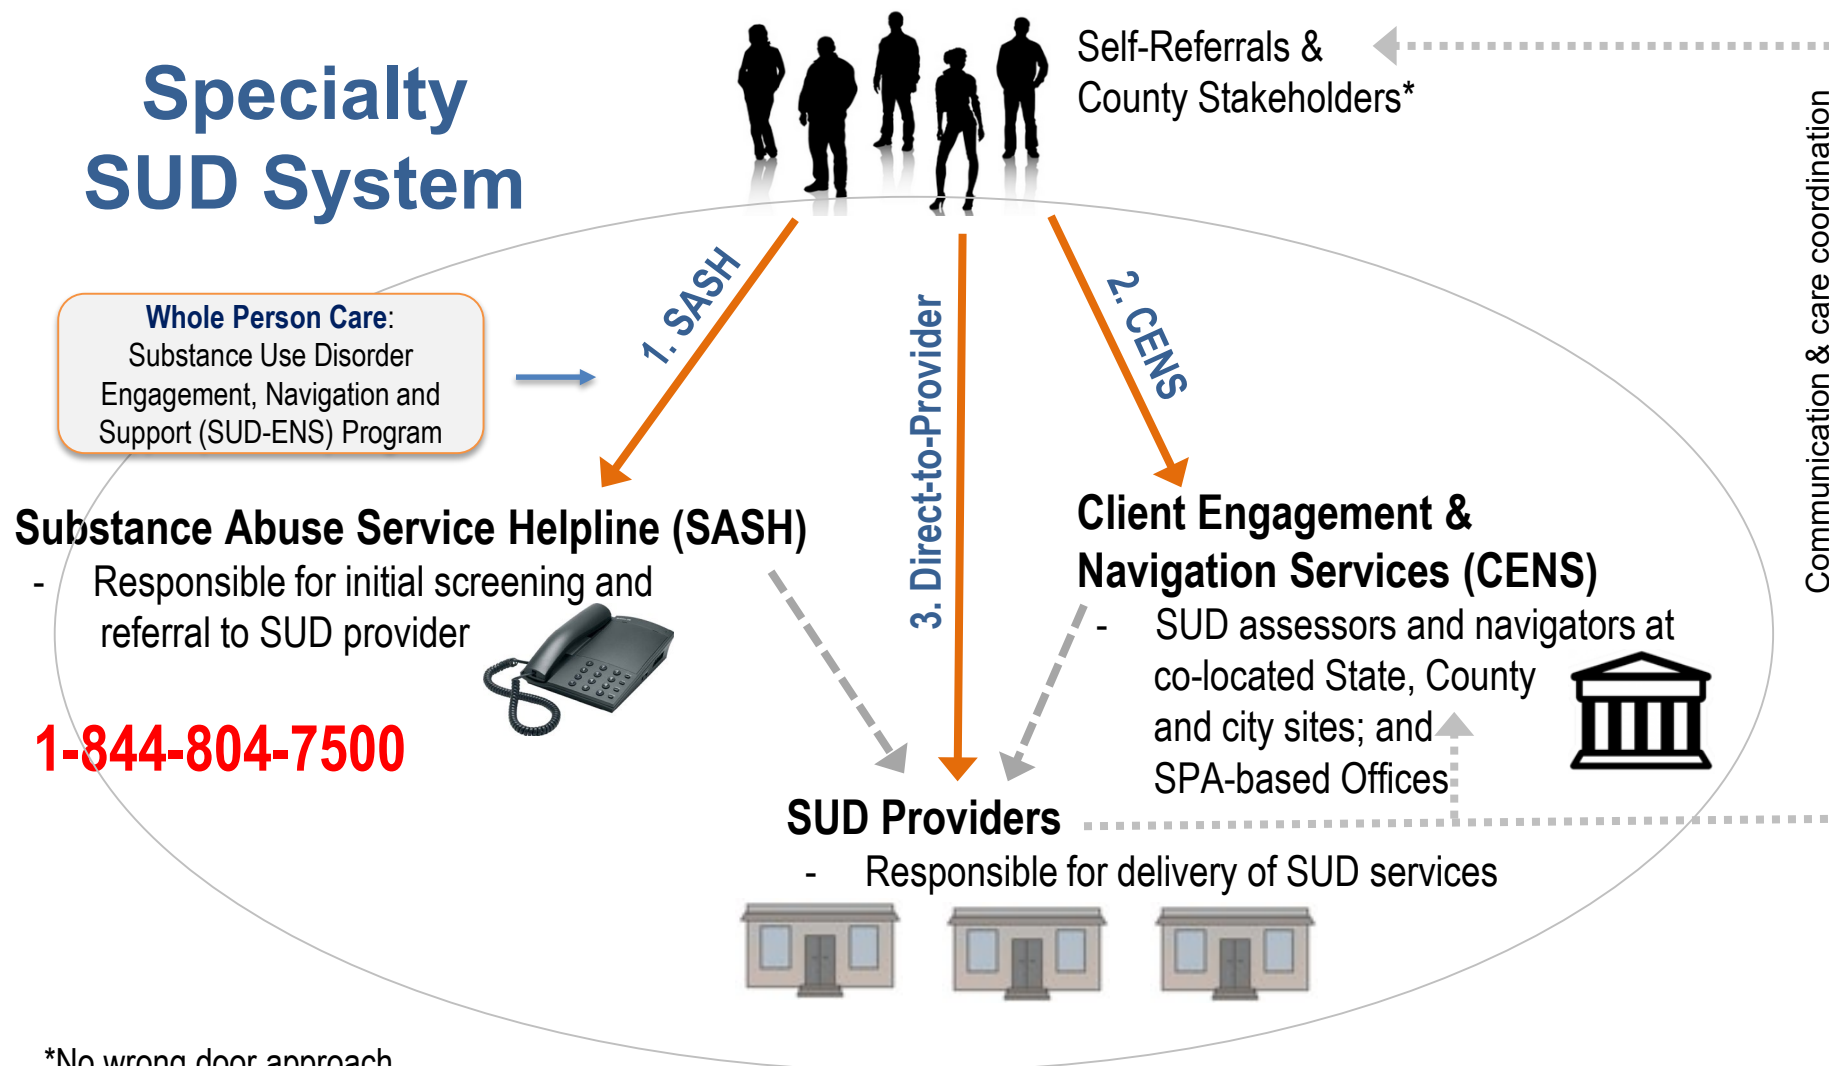 Specialty
SUD System
Self-Referrals &
County Stakeholders*
Communication & care coordination
Whole Person Care:
Substance Use Disorder
Engagement, Navigation and
Support (SUD-ENS) Program
1. SASH
3. Direct-to-Provider
2. CENS
Substance Abuse Service Helpline (SASH)
- Responsible for initial screening and
referral to SUD provider
1-844-804-7500
Client Engagement &
Navigation Services (CENS)
- SUD assessors and navigators at
co-located State, County
and city sites; and
SPA-based Offices
SUD Providers
- Responsible for delivery of SUD services
*No wrong door approach